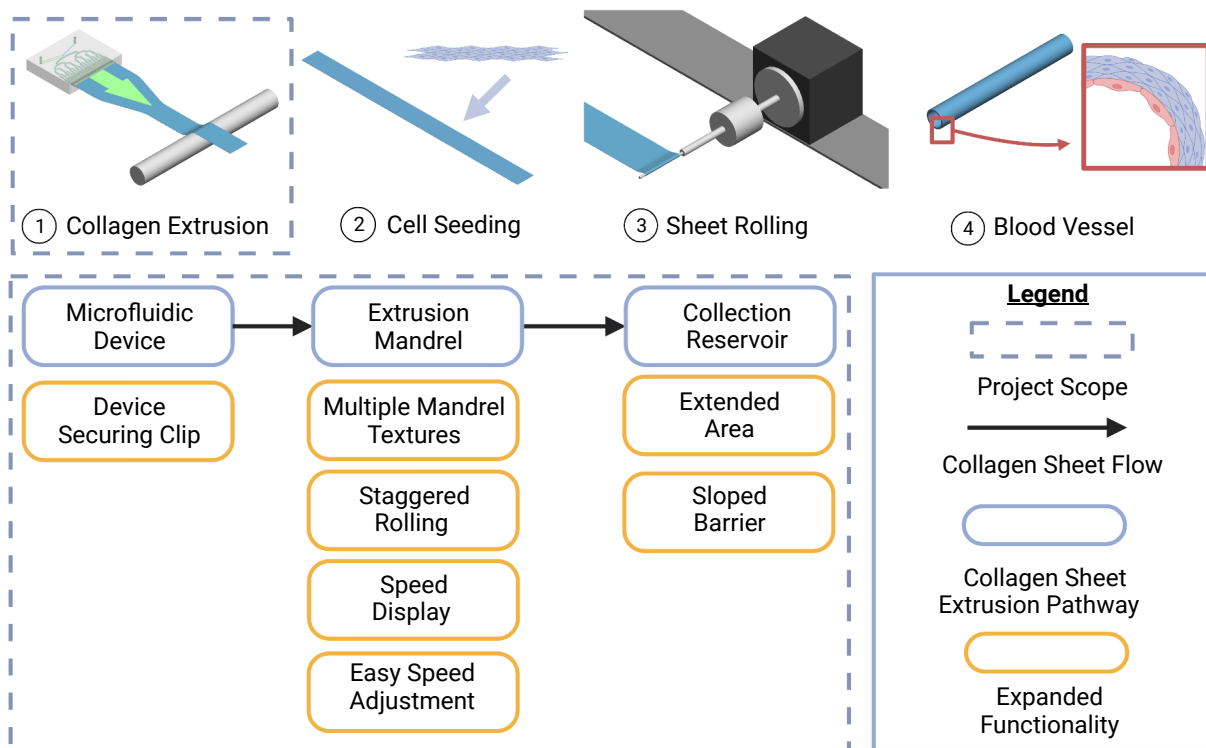 1 Collagen Extrusion
2 Cell Seeding
3 Sheet Rolling
4 Blood Vessel
Microfluidic
Device
Extrusion
Mandrel
Collection
Reservoir
Device
Securing Clip
Multiple Mandrel
Textures
Staggered
Rolling
Speed
Display
Easy Speed
Adjustment
Extended
Area
Sloped
Barrier
Legend
Project Scope
Collagen Sheet Flow
Collagen Sheet
Extrusion Pathway
Expanded
Functionality